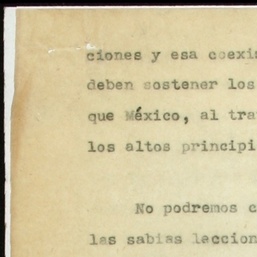 ciones y esa coexis
deben sostener los
que México, al tra
los altos principi
No podremos c
las sabias leccion